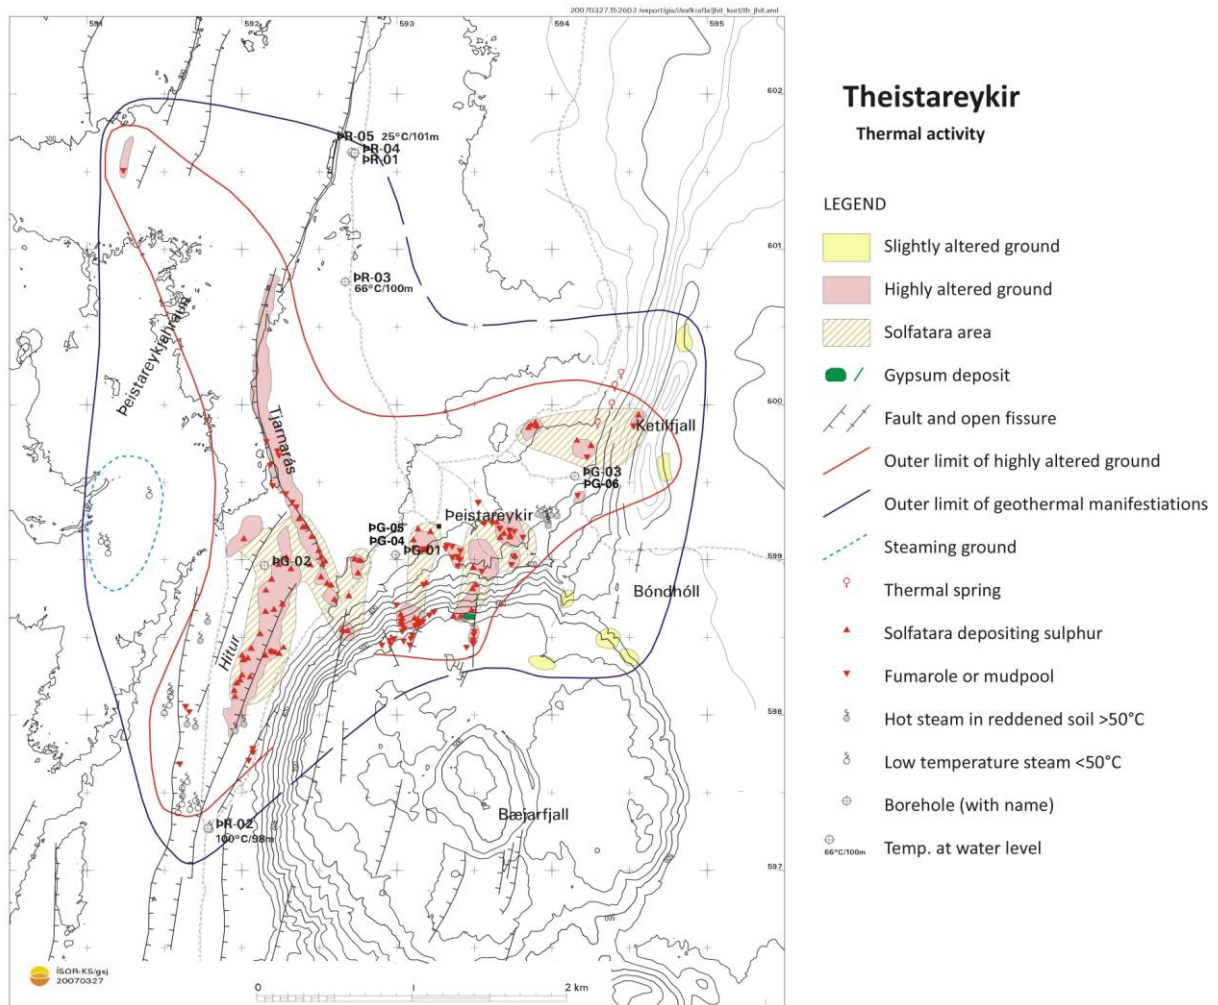 20070327.152603 /export/gis/i/sv/krafla/jhit_kort/th_jhit.aml
591
593
594
595
602
601
600
599
598
597
ÞR-05 25°C/101m
ÞR-04
ÞR-01
ÞR-03
66°C/100m
Þeistareykjahraun
Tjarnarás
Ketilfjall
ÞG-03
ÞG-06
Þeistareykir
ÞG-05
ÞG-04
ÞG-01
ÞG-02
Bóndhóll
Hitur
ÞR-02
100°C/98m
Bæjarfjall
ÍSOR-KS/gsj
20070327
0
1
2 km
Theistareykir
Thermal activity
LEGEND
Slightly altered ground
Highly altered ground
Solfatara area
Gypsum deposit
Fault and open fissure
Outer limit of highly altered ground
Outer limit of geothermal manifestiations
Steaming ground
Thermal spring
Solfatara depositing sulphur
Fumarole or mudpool
Hot steam in reddened soil >50°C
Low temperature steam <50°C
Borehole (with name)
66°C/100m
Temp. at water level